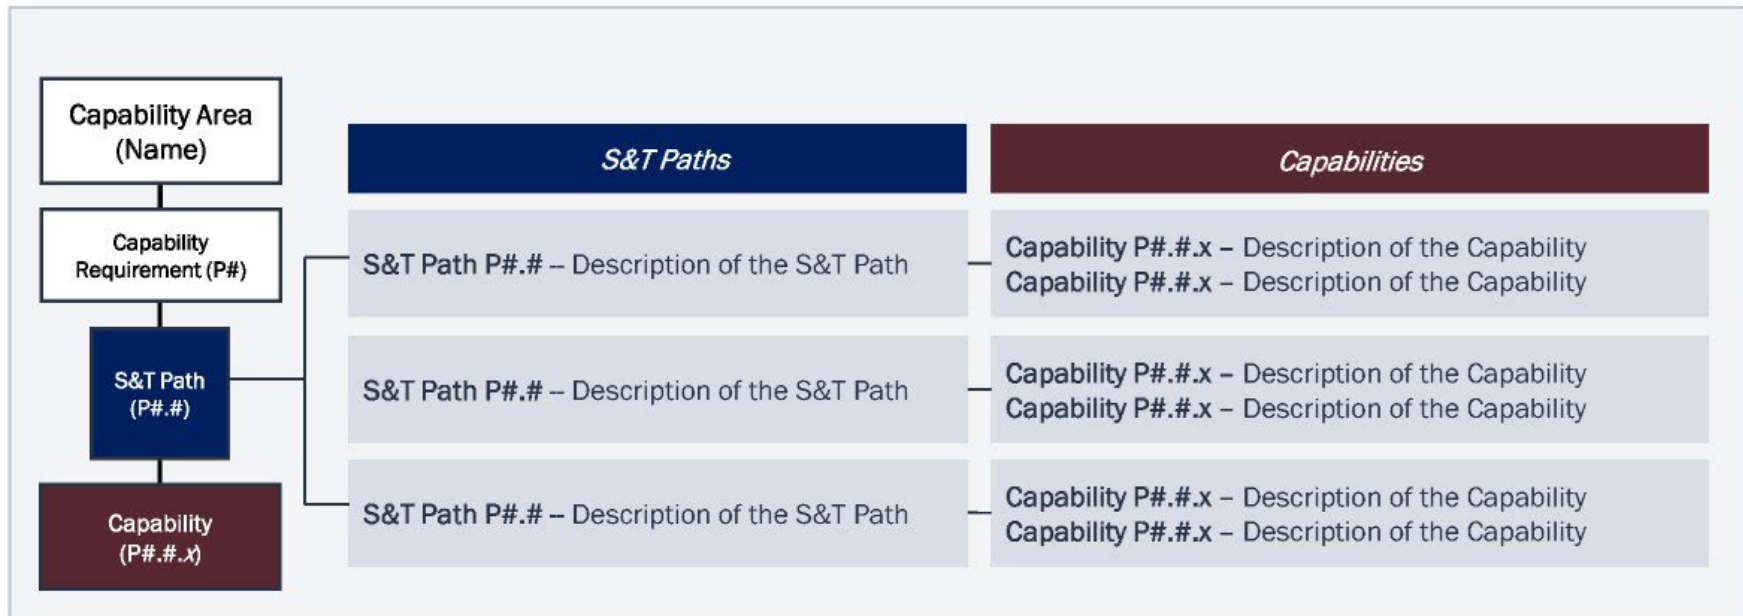 Capability Area
(Name)
Capability
Requirement (P#)
S&T Path
(P#.#)
Capability
(P#.#.x)
S&T Paths
Capabilities
S&T Path P#.# -- Description of the S&T Path
Capability P#.#.x – Description of the Capability
Capability P#.#.x – Description of the Capability
S&T Path P#.# -- Description of the S&T Path
Capability P#.#.x – Description of the Capability
Capability P#.#.x – Description of the Capability
S&T Path P#.# -- Description of the S&T Path
Capability P#.#.x – Description of the Capability
Capability P#.#.x – Description of the Capability